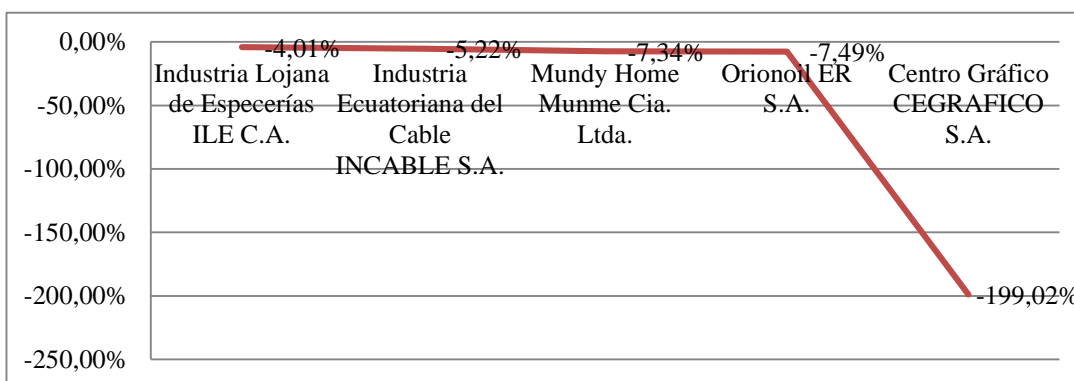 0,00%
-50,00%
-100,00%
-150,00%
-200,00%
-250,00%
-4,01%
-5,22%
-7,34%
-7,49%
-199,02%
Industria Lojana
de Especerías
ILE C.A.
Industria
Ecuatoriana del
Cable
INCABLE S.A.
Mundy Home
Munme Cia.
Ltda.
Orionoil ER
S.A.
Centro Gráfico
CEGRAFICO
S.A.